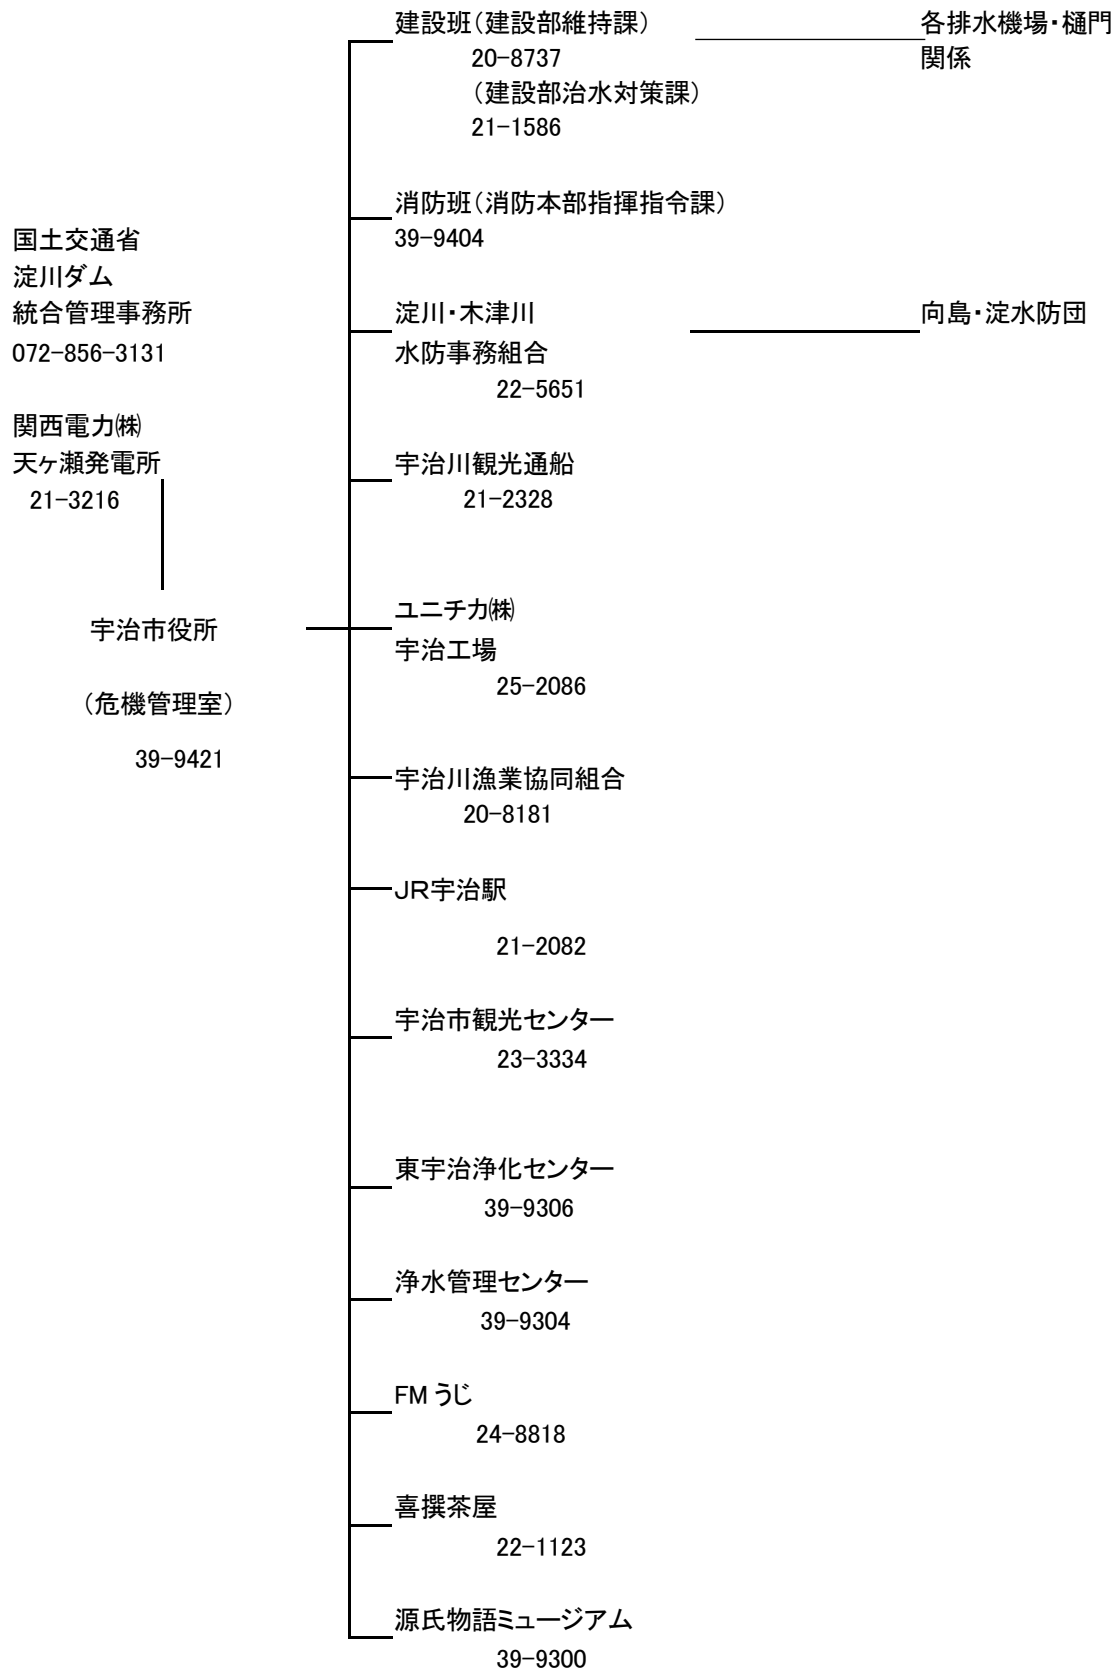 国土交通省
淀川ダム
統合管理事務所
072-856-3131
関西電力㈱
天ヶ瀬発電所
21-3216
宇治市役所
（危機管理室）
39-9421
建設班（建設部維持課）
20-8737
（建設部治水対策課）
21-1586
各排水機場・樋門
関係
消防班（消防本部指揮指令課）
39-9404
淀川・木津川
水防事務組合
22-5651
向島・淀水防団
宇治川観光通船
21-2328
ユニチカ㈱
宇治工場
25-2086
宇治川漁業協同組合
20-8181
JR宇治駅
21-2082
宇治市観光センター
23-3334
東宇治浄化センター
39-9306
浄水管理センター
39-9304
FM うじ
24-8818
喜撰茶屋
22-1123
源氏物語ミュージアム
39-9300